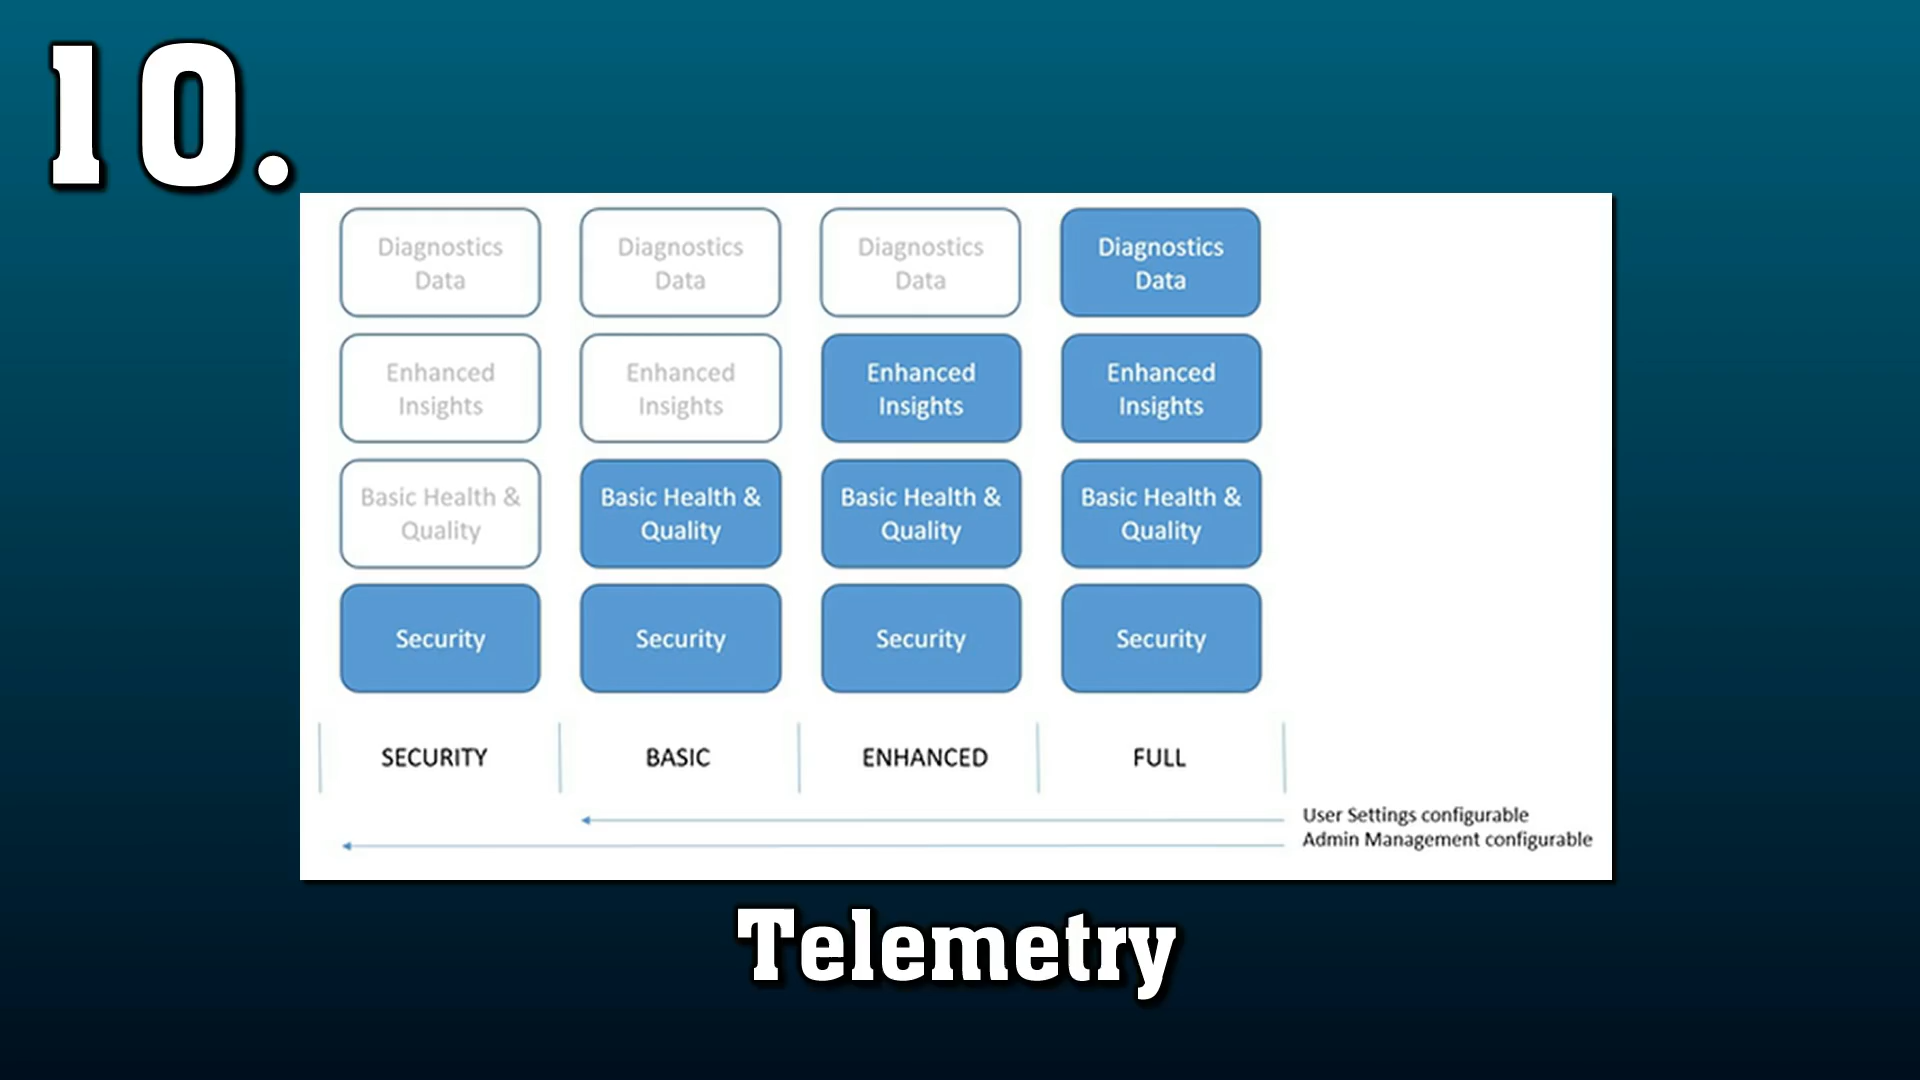 10.
Diagnostics
Data
Diagnostics
Data
Diagnostics
Data
Diagnostics
Data
Enhanced
Insights
Enhanced
Insights
Enhanced
Insights
Enhanced
Insights
Basic Health &
Quality
Basic Health &
Quality
Basic Health &
Quality
Basic Health &
Quality
Security
Security
Security
Security
SECURITY
BASIC
ENHANCED
FULL
User Settings configurable
Admin Management configurable
Telemetry